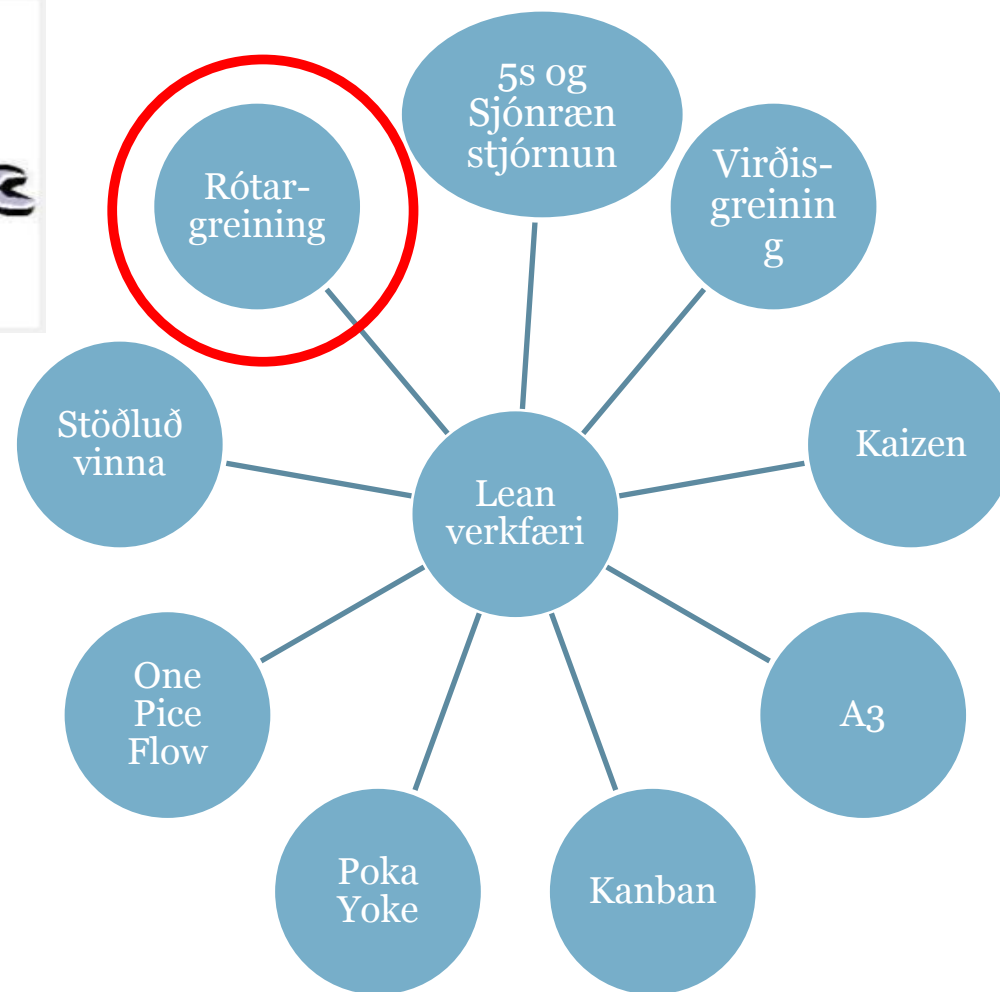 5s og
Sjónræn
stjórnun
Virðis-
greinin
g
Kaizen
A3
Kanban
Poka
Yoke
One
Pice
Flow
Stöðluð
vinna
Rótar-
greining
Lean
verkfæri